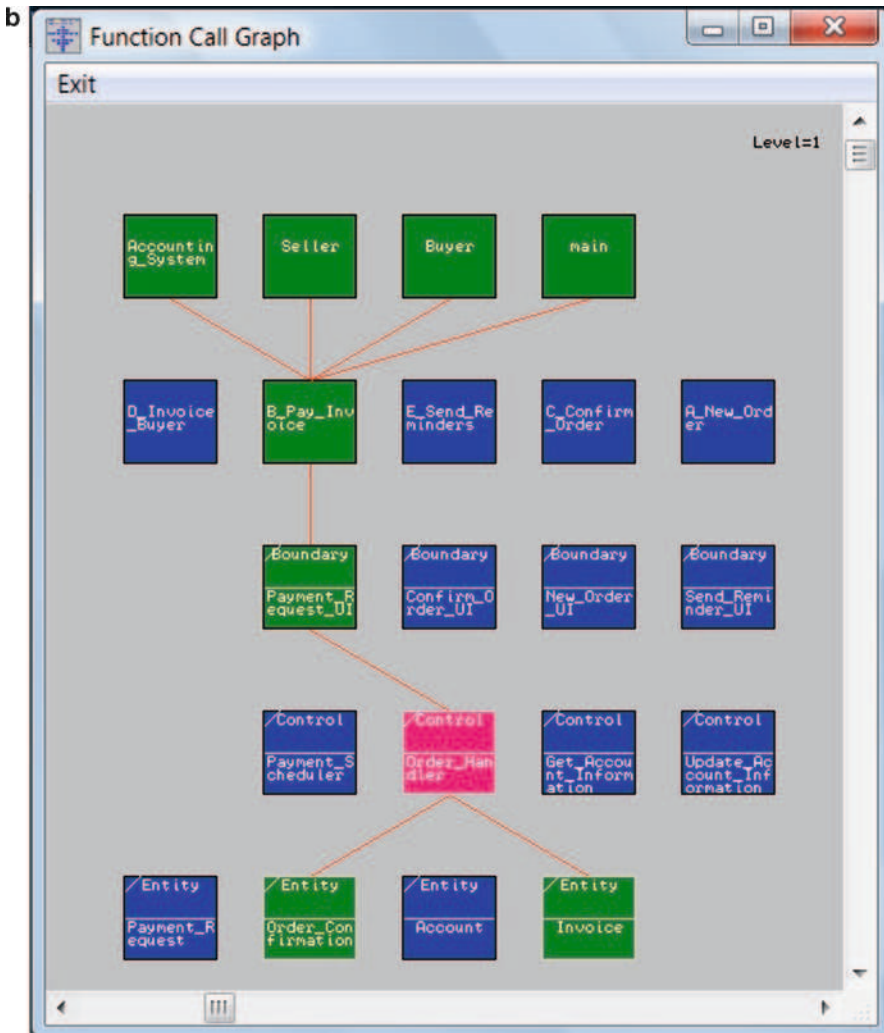 b
Function Call Graph
Exit
Level=1
Accountin
g_System
Seller
Buyer
main
D_Invoice
_Buyer
B_Pay_Inv
oice
E_Send_Re
minders
C_Confirm
_Order
A_New_Ord
er
/Boundary
Payment_R
equest_UI
/Boundary
Confirm_O
rder_UI
/Boundary
New_Order
_UI
/Boundary
Send_Remi
nder_UI
/Control
Payment_S
cheduler
/Control
Order_Han
dler
/Control
Get_Accou
nt_Inform
ation
/Control
Update_Ac
count_Inf
ormation
/Entity
Payment_R
equest
/Entity
Order_Con
firmation
/Entity
Account
/Entity
Invoice